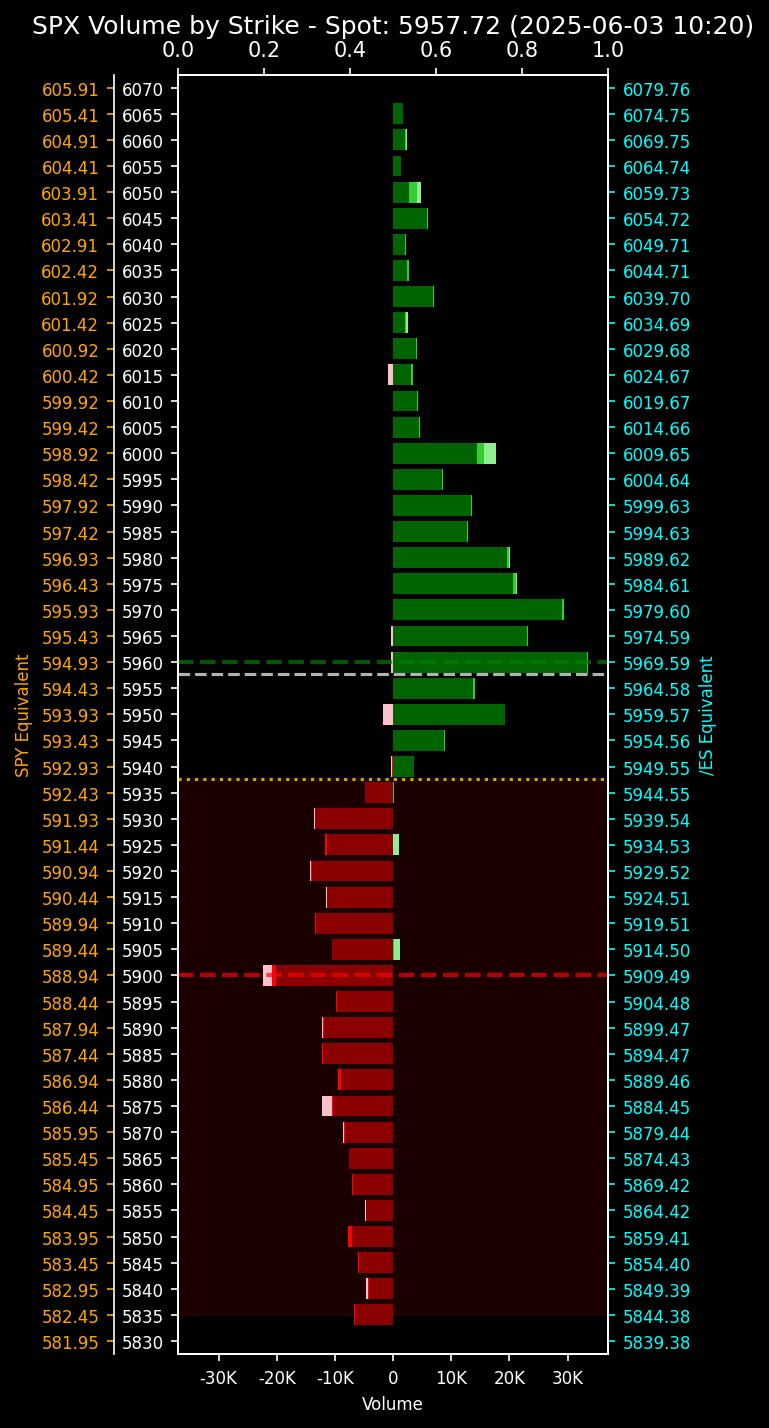 SPX Volume by Strike - Spot: 5957.72 (2025-06-03 10:20)
0.0 0.2 0.4 0.6 0.8 1.0
605.91 6070 6079.76
605.41 6065 6074.75
604.91 6060 6069.75
604.41 6055 6064.74
603.91 6050 6059.73
603.41 6045 6054.72
602.91 6040 6049.71
602.42 6035 6044.71
601.92 6030 6039.70
601.42 6025 6034.69
600.92 6020 6029.68
600.42 6015 6024.67
599.92 6010 6019.67
599.42 6005 6014.66
598.92 6000 6009.65
598.42 5995 6004.64
597.92 5990 5999.63
597.42 5985 5994.63
596.93 5980 5989.62
596.43 5975 5984.61
595.93 5970 5979.60
595.43 5965 5974.59
594.93 5960 5969.59
594.43 5955 5964.58
593.93 5950 5959.57
593.43 5945 5954.56
592.93 5940 5949.55
592.43 5935 5944.55
591.93 5930 5939.54
591.44 5925 5934.53
590.94 5920 5929.52
590.44 5915 5924.51
589.94 5910 5919.51
589.44 5905 5914.50
588.94 5900 5909.49
588.44 5895 5904.48
587.94 5890 5899.47
587.44 5885 5894.47
586.94 5880 5889.46
586.44 5875 5884.45
585.95 5870 5879.44
585.45 5865 5874.43
584.95 5860 5869.42
584.45 5855 5864.42
583.95 5850 5859.41
583.45 5845 5854.40
582.95 5840 5849.39
582.45 5835 5844.38
581.95 5830 5839.38
SPY Equivalent
/ES Equivalent
-30K -20K -10K 0 10K 20K 30K
Volume